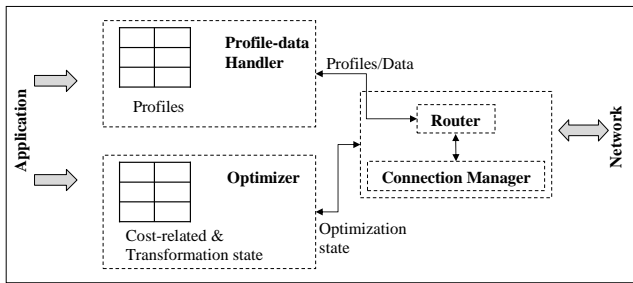 Application
Profile-data
Handler
Profiles
Profiles/Data
Router
Connection Manager
Network
Optimizer
Cost-related &
Transformation state
Optimization
state